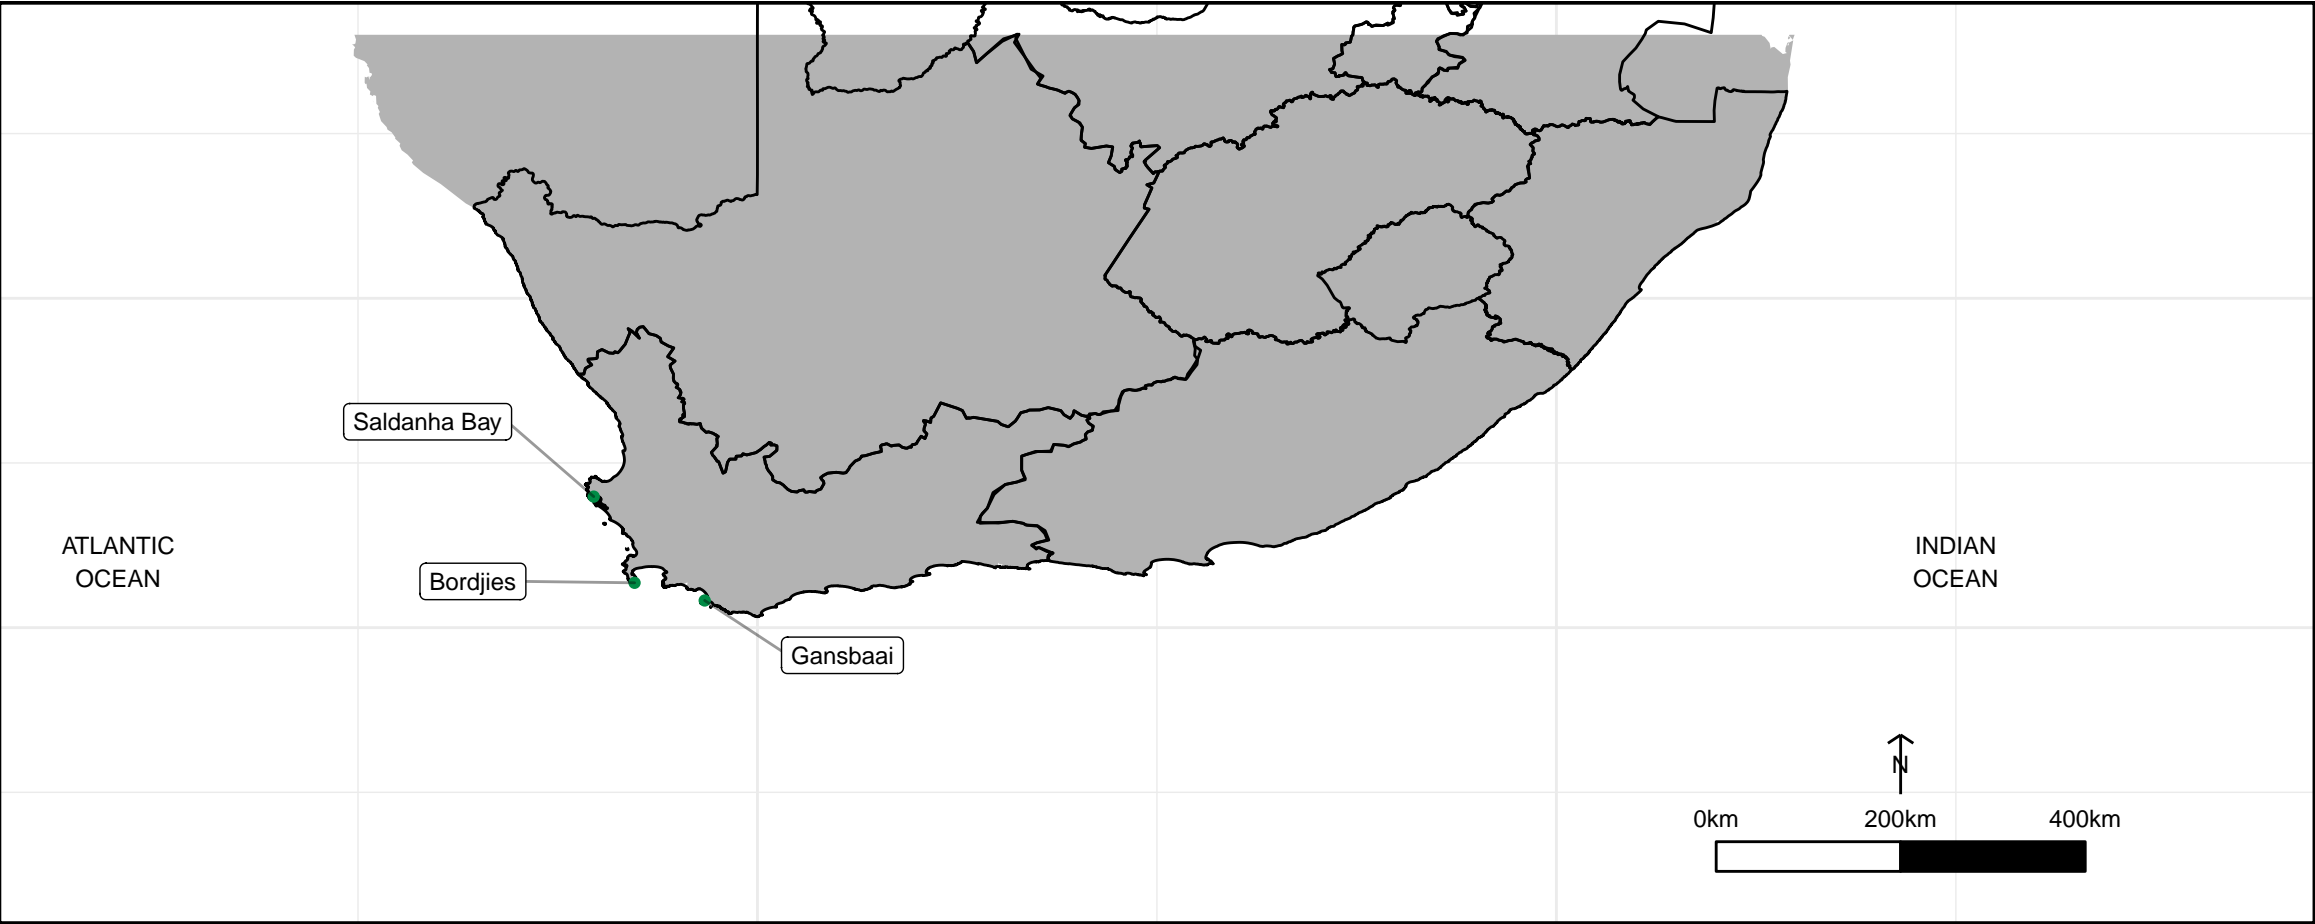 Saldanha Bay
ATLANTIC
OCEAN
INDIAN
OCEAN
Bordjies
Gansbaai
N
0km 200km 400km